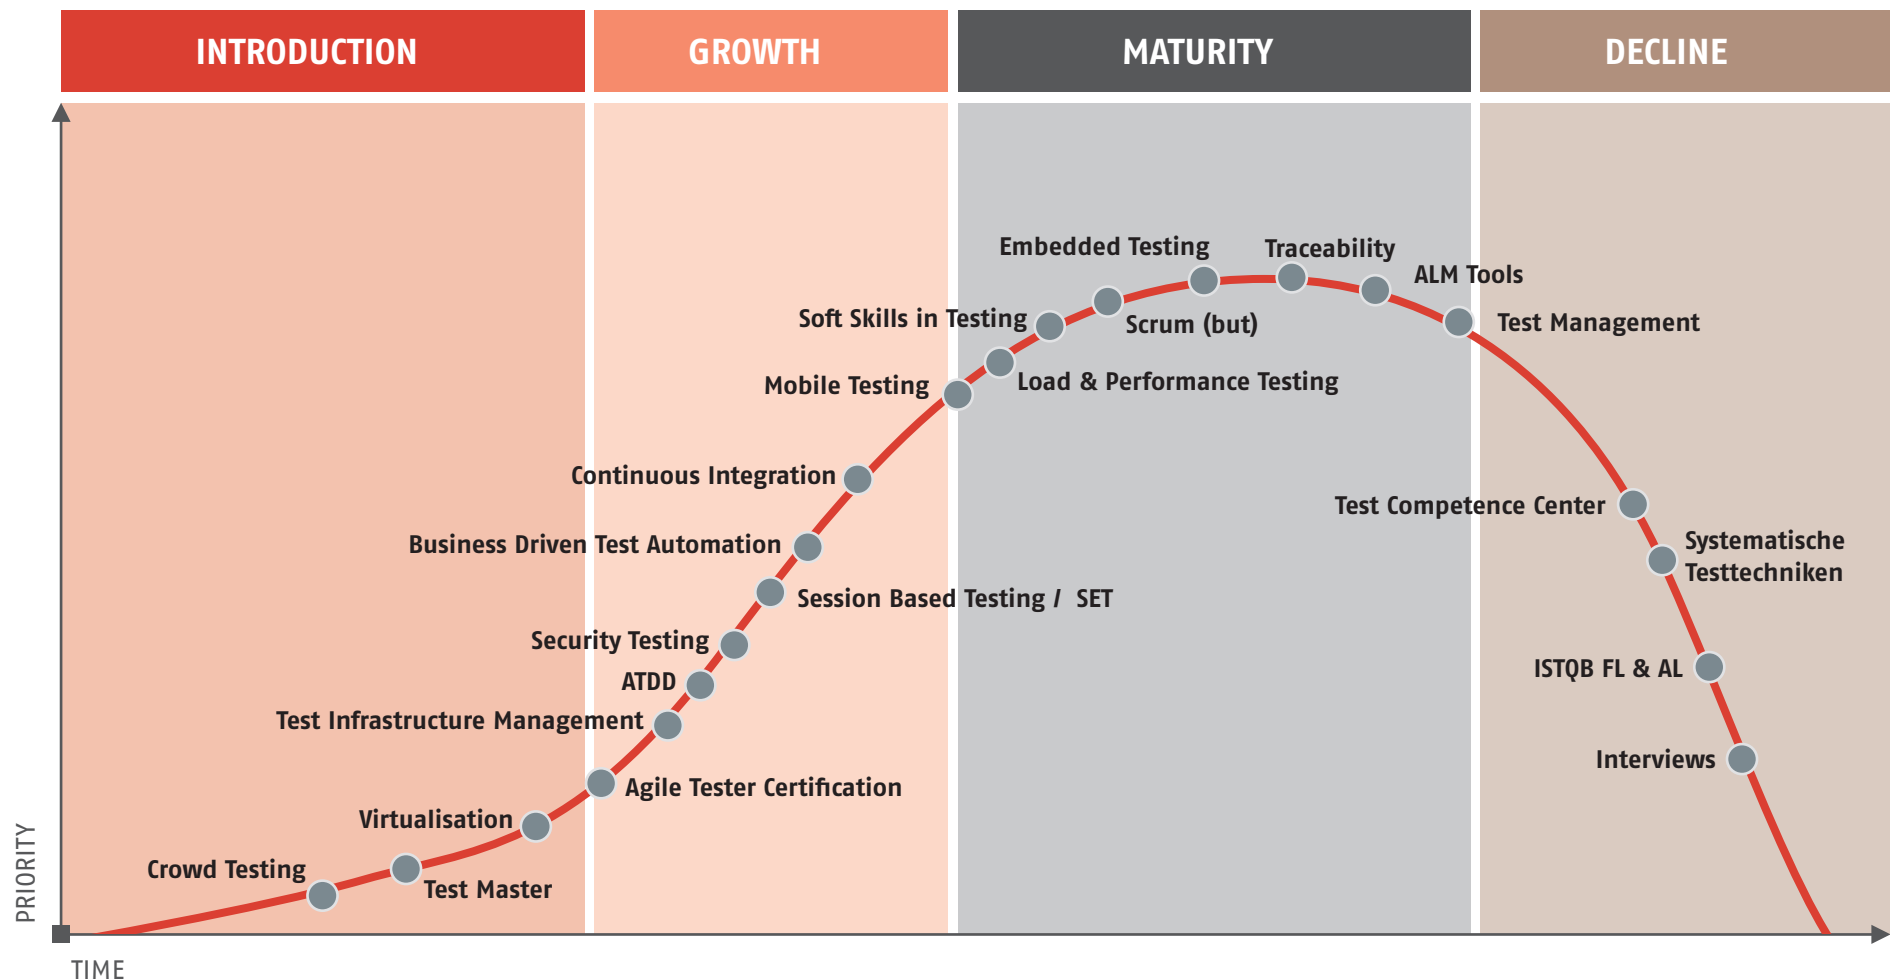 INTRODUCTION
GROWTH
MATURITY
DECLINE
Embedded Testing
Traceability
ALM Tools
Soft Skills in Testing
Scrum (but)
Test Management
Mobile Testing
Load & Performance Testing
Continuous Integration
Test Competence Center
Business Driven Test Automation
Systematische
Testtechniken
Session Based Testing / SET
Security Testing
ATDD
ISTQB FL & AL
Test Infrastructure Management
Interviews
Agile Tester Certification
Virtualisation
Crowd Testing
Test Master
PRIORITY
TIME